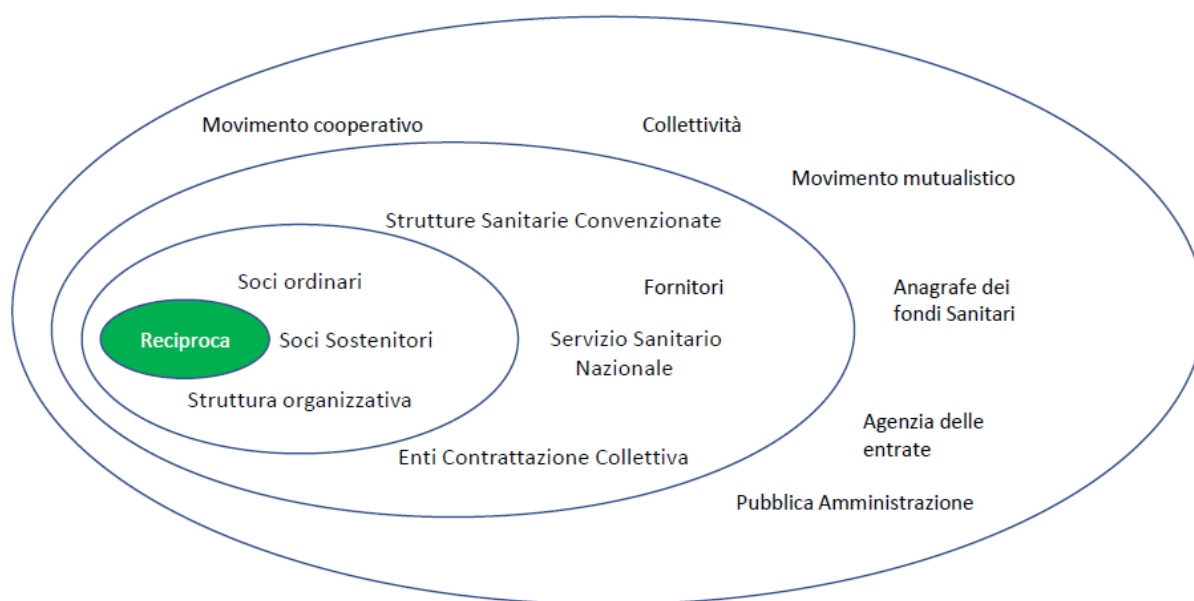 Movimento cooperativo
Collettività
Movimento mutualistico
Strutture Sanitarie Convenzionate
Soci ordinari
Fornitori
Anagrafe dei
fondi Sanitari
Reciproca
Soci Sostenitori
Servizio Sanitario
Nazionale
Struttura organizzativa
Agenzia delle
entrate
Enti Contrattazione Collettiva
Pubblica Amministrazione